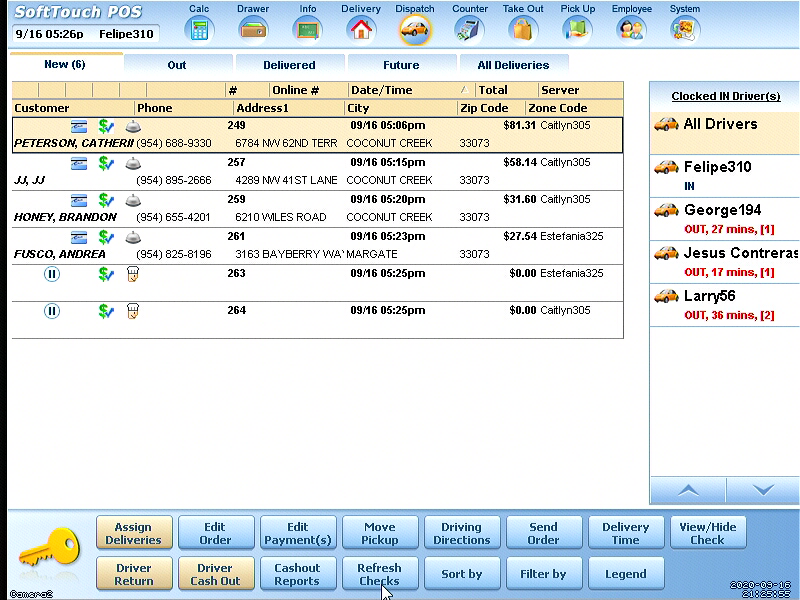 SoftTouch POS
Calc Drawer Info Delivery Dispatch Counter Take Out Pick Up Employee System
9/16 05:26p Felipe310
New (6) Out Delivered Future All Deliveries
# Online # Date/Time Total Server
Customer Phone Address1 City Zip Code Zone Code
249 09/16 05:06pm $81.31 Caitlyn305
PETERSON, CATHERII (954) 688-9330 6784 NW 62ND TERR COCONUT CREEK 33073
257 09/16 05:15pm $58.14 Caitlyn305
JJ, JJ (954) 895-2666 4289 NW 41ST LANE COCONUT CREEK 33073
259 09/16 05:20pm $31.60 Caitlyn305
HONEY, BRANDON (954) 655-4201 6210 WILES ROAD COCONUT CREEK 33073
261 09/16 05:23pm $27.54 Estefania325
FUSCO, ANDREA (954) 825-8196 3163 BAYBERRY WA' MARGATE 33073
263 09/16 05:25pm $0.00 Estefania325
264 09/16 05:25pm $0.00 Caitlyn305
Clocked IN Driver(s)
All Drivers
Felipe310
IN
George194
OUT, 27 mins, [1]
Jesus Contreras
OUT, 17 mins, [1]
Larry56
OUT, 36 mins, [2]
Assign Deliveries
Edit Order
Edit Payment(s)
Move Pickup
Driving Directions
Send Order
Delivery Time
View/Hide Check
Driver Return
Driver Cash Out
Cashout Reports
Refresh Checks
Sort by
Filter by
Legend
Camera2
2020-09-16
21:25:55